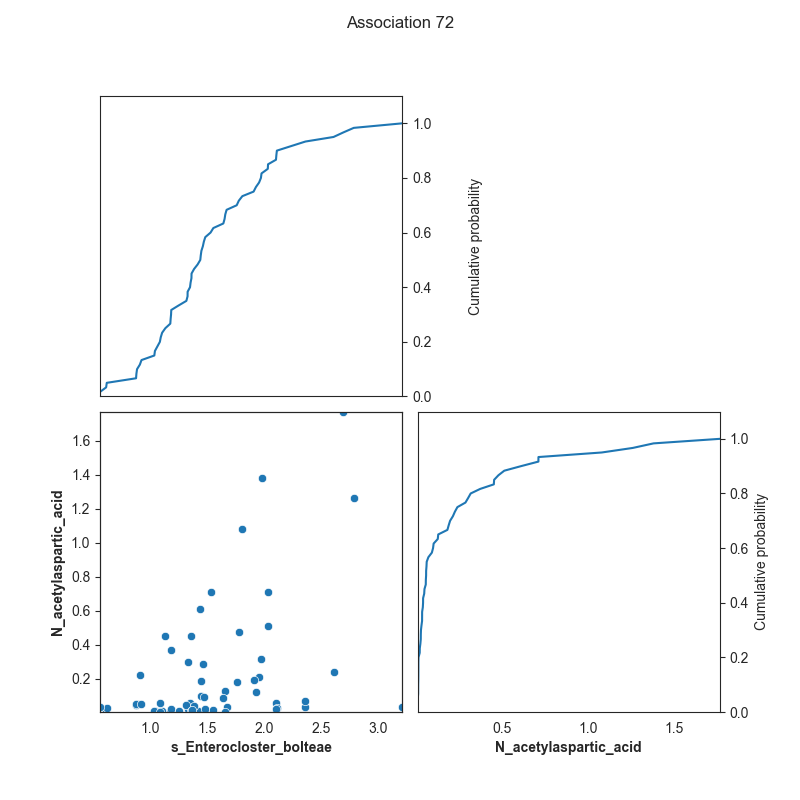 Association 72
1.0
0.8
0.6
0.4
0.2
0.0
Cumulative probability
1.6
1.4
1.2
1.0
0.8
0.6
0.4
0.2
N_acetylaspartic_acid
1.0 1.5 2.0 2.5 3.0
s_Enterocloster_bolteae
1.0
0.8
0.6
0.4
0.2
0.0
Cumulative probability
0.5 1.0 1.5
N_acetylaspartic_acid